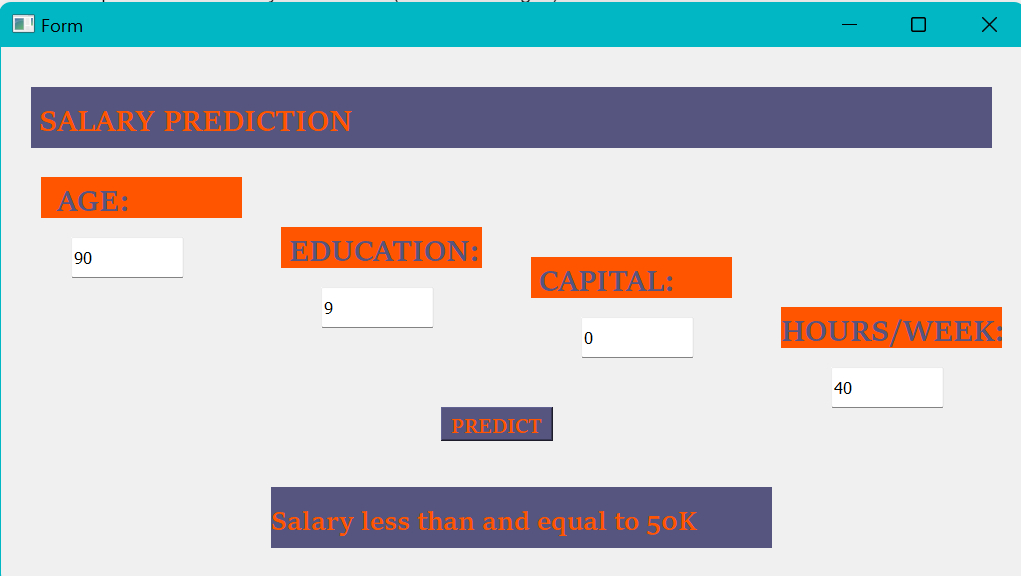 Form
SALARY PREDICTION
AGE:
90
EDUCATION:
9
CAPITAL:
0
HOURS/WEEK:
40
PREDICT
Salary less than and equal to 50K